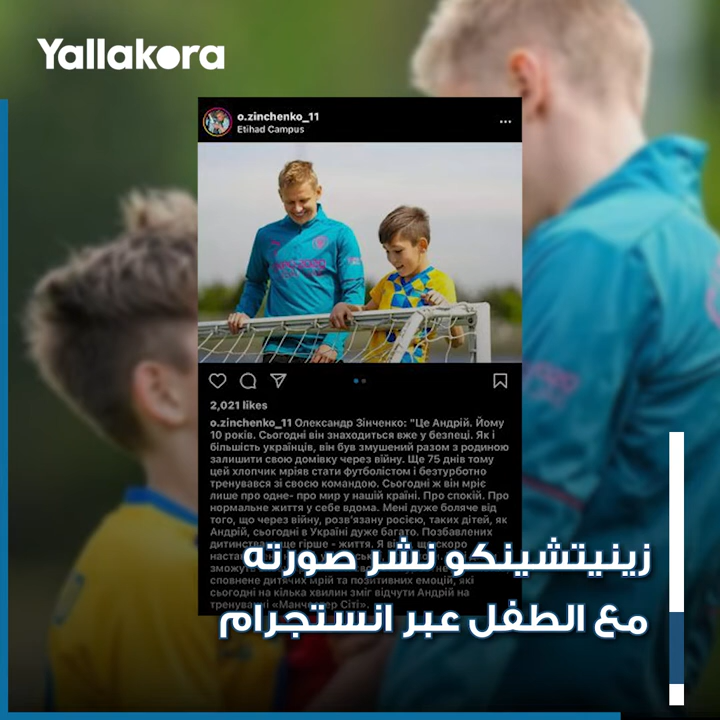 Yallakora
o.zinchenko_11
Etihad Campus
2,021 likes
o.zinchenko_11 Олександр Зінченко: "Це Андрій. Йому
10 років. Сьогодні він знаходиться вже у безпеці. Як і
більшість українців, він був змушений разом з родиною
залишити свою домівку через війну. Ще 75 днів тому
цей хлопчик мріяв стати футболістом і безтурботно
тренувався зі своєю командою. Сьогодні ж він мріє
лише про одне- про мир у нашій країні. Про спокій. Про
нормальне життя у себе вдома. Мені дуже боляче від
того, що через війну, розв'язану росією, таких дітей, як
Андрій, сьогодні в Україні дуже багато. Позбавлених
дитинства ще гірше - життя. Я
зможуть
сповнене дитячих мрій та позитивних емоцій, які
сьогодні на кілька хвилин зміг відчути Андрій на
زينيتشينكو نشر صورته
مع الطفل عبر انستجرام